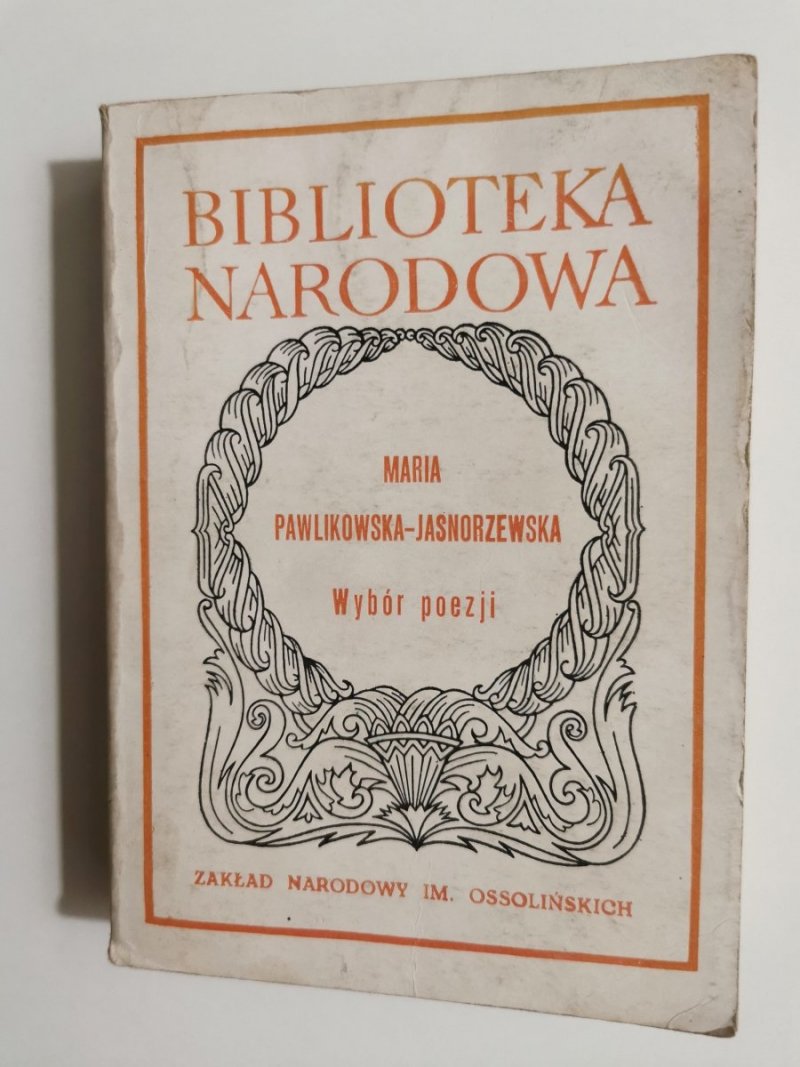 BIBLIOTEKA
NARODOWA
MARIA
PAWLIKOWSKA-JASNORZEWSKA
Wybór poezji
ZAKŁAD NARODOWY IM. OSSOLIŃSKICH